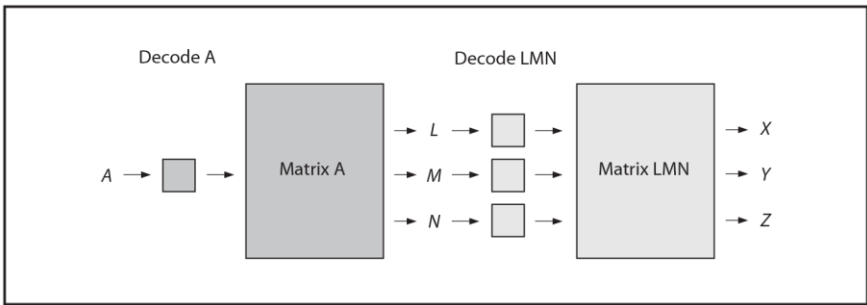 Decode A
Decode LMN
L
X
A
Matrix A
M
Matrix LMN
Y
N
Z